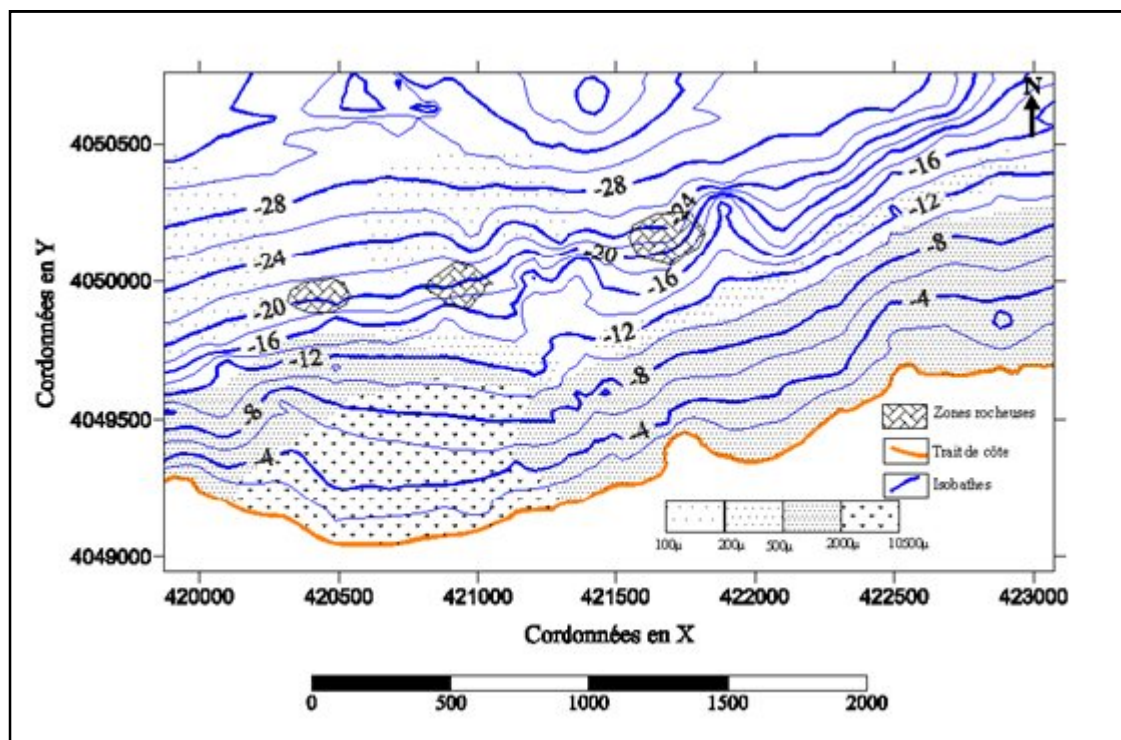 N
4050500
4050000
4049500
4049000
Cordonnées en Y
-28
-28
-24
-24
-20
-20
-16
-16
-16
-12
-12
-12
-8
-8
-8
-4
-4
-4
Zones rocheuses
Trait de côte
Isobathes
100µ 200µ 500µ 2000µ 10500µ
420000 420500 421000 421500 422000 422500 423000
Cordonnées en X
0 500 1000 1500 2000